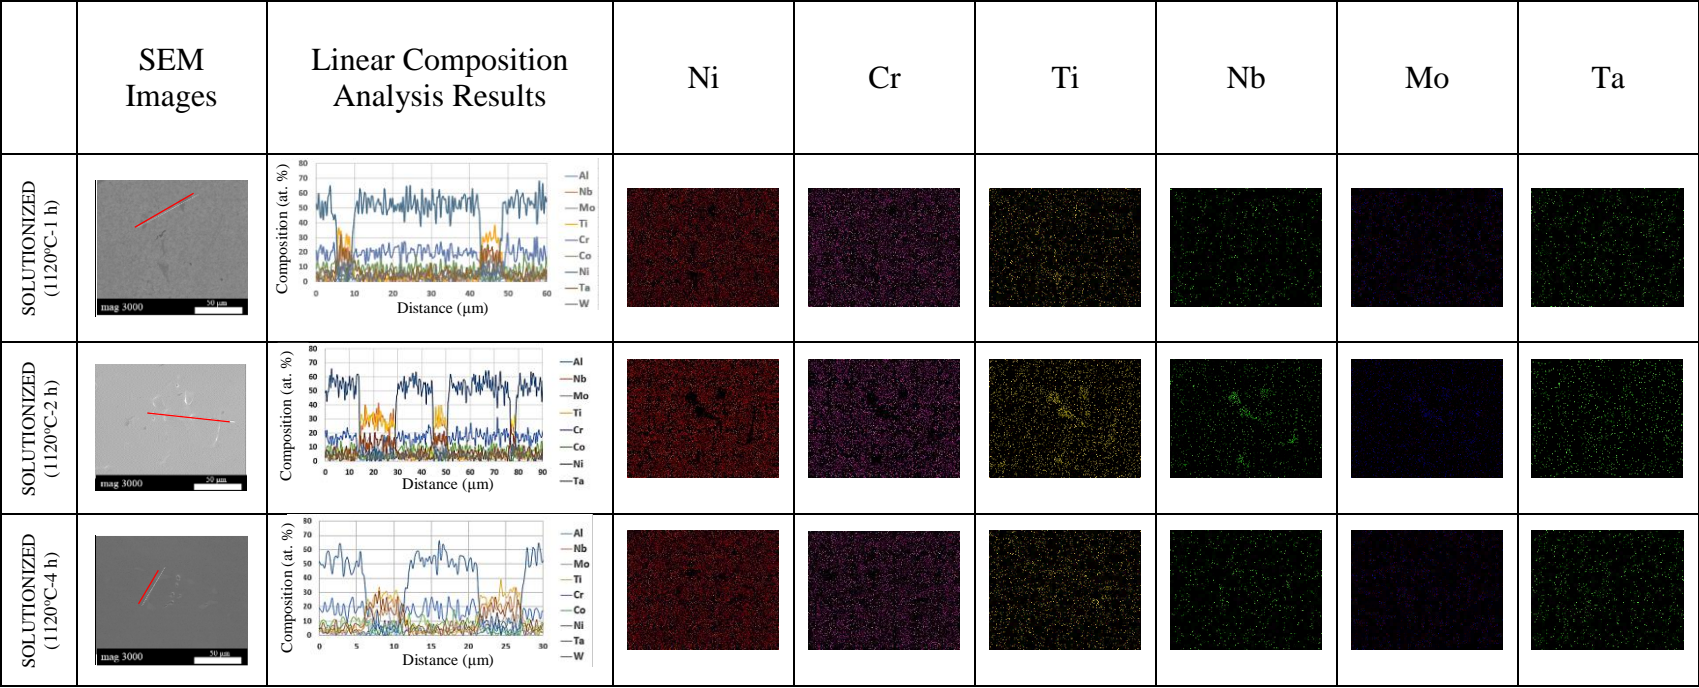 SEM
Images
Linear Composition
Analysis Results
Ni
Cr
Ti
Nb
Mo
Ta
SOLUTIONIZED
(1120ºC-1 h)
mag 3000
50 µm
Composition (at. %)
80
70
60
50
40
30
20
10
0
0 10 20 30 40 50 60
Distance (µm)
Al
Nb
Mo
Ti
Cr
Co
Ni
Ta
W
SOLUTIONIZED
(1120ºC-2 h)
mag 3000
50 µm
Composition (at. %)
80
70
60
50
40
30
20
10
0
0 10 20 30 40 50 60 70 80 90
Distance (µm)
Al
Nb
Mo
Ti
Cr
Co
Ni
Ta
SOLUTIONIZED
(1120ºC-4 h)
mag 3000
50 µm
Composition (at. %)
80
70
60
50
40
30
20
10
0
0 5 10 15 20 25 30
Distance (µm)
Al
Nb
Mo
Ti
Cr
Co
Ni
Ta
W